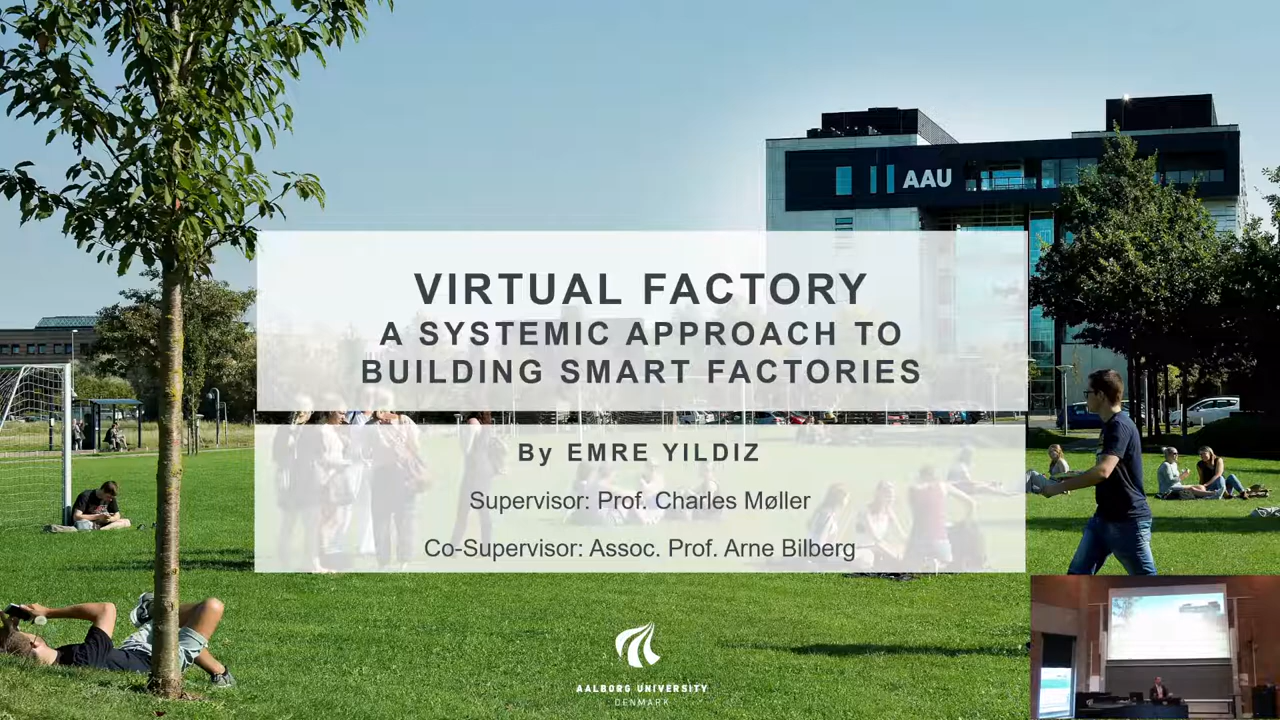 AAU
VIRTUAL FACTORY
A SYSTEMIC APPROACH TO
BUILDING SMART FACTORIES
By EMRE YILDIZ
Supervisor: Prof. Charles Møller
Co-Supervisor: Assoc. Prof. Arne Bilberg
AALBORG UNIVERSITY
DENMARK